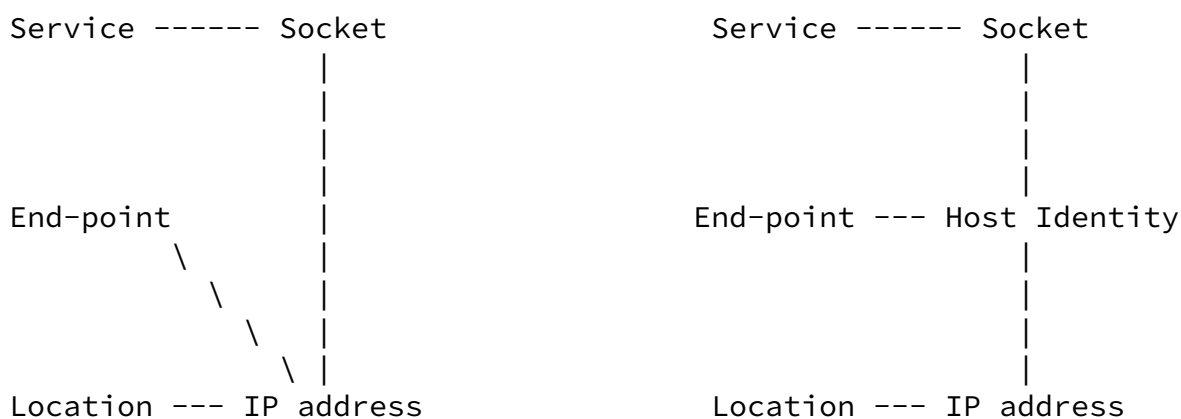 Service ------ Socket                  Service ------ Socket
                 |                                      |
                 |                                      |
                 |                                      |
                 |                                      |
End-point        |                    End-point --- Host Identity
         \       |                                      |
           \     |                                      |
             \   |                                      |
               \ |                                      |
Location --- IP address                Location --- IP address